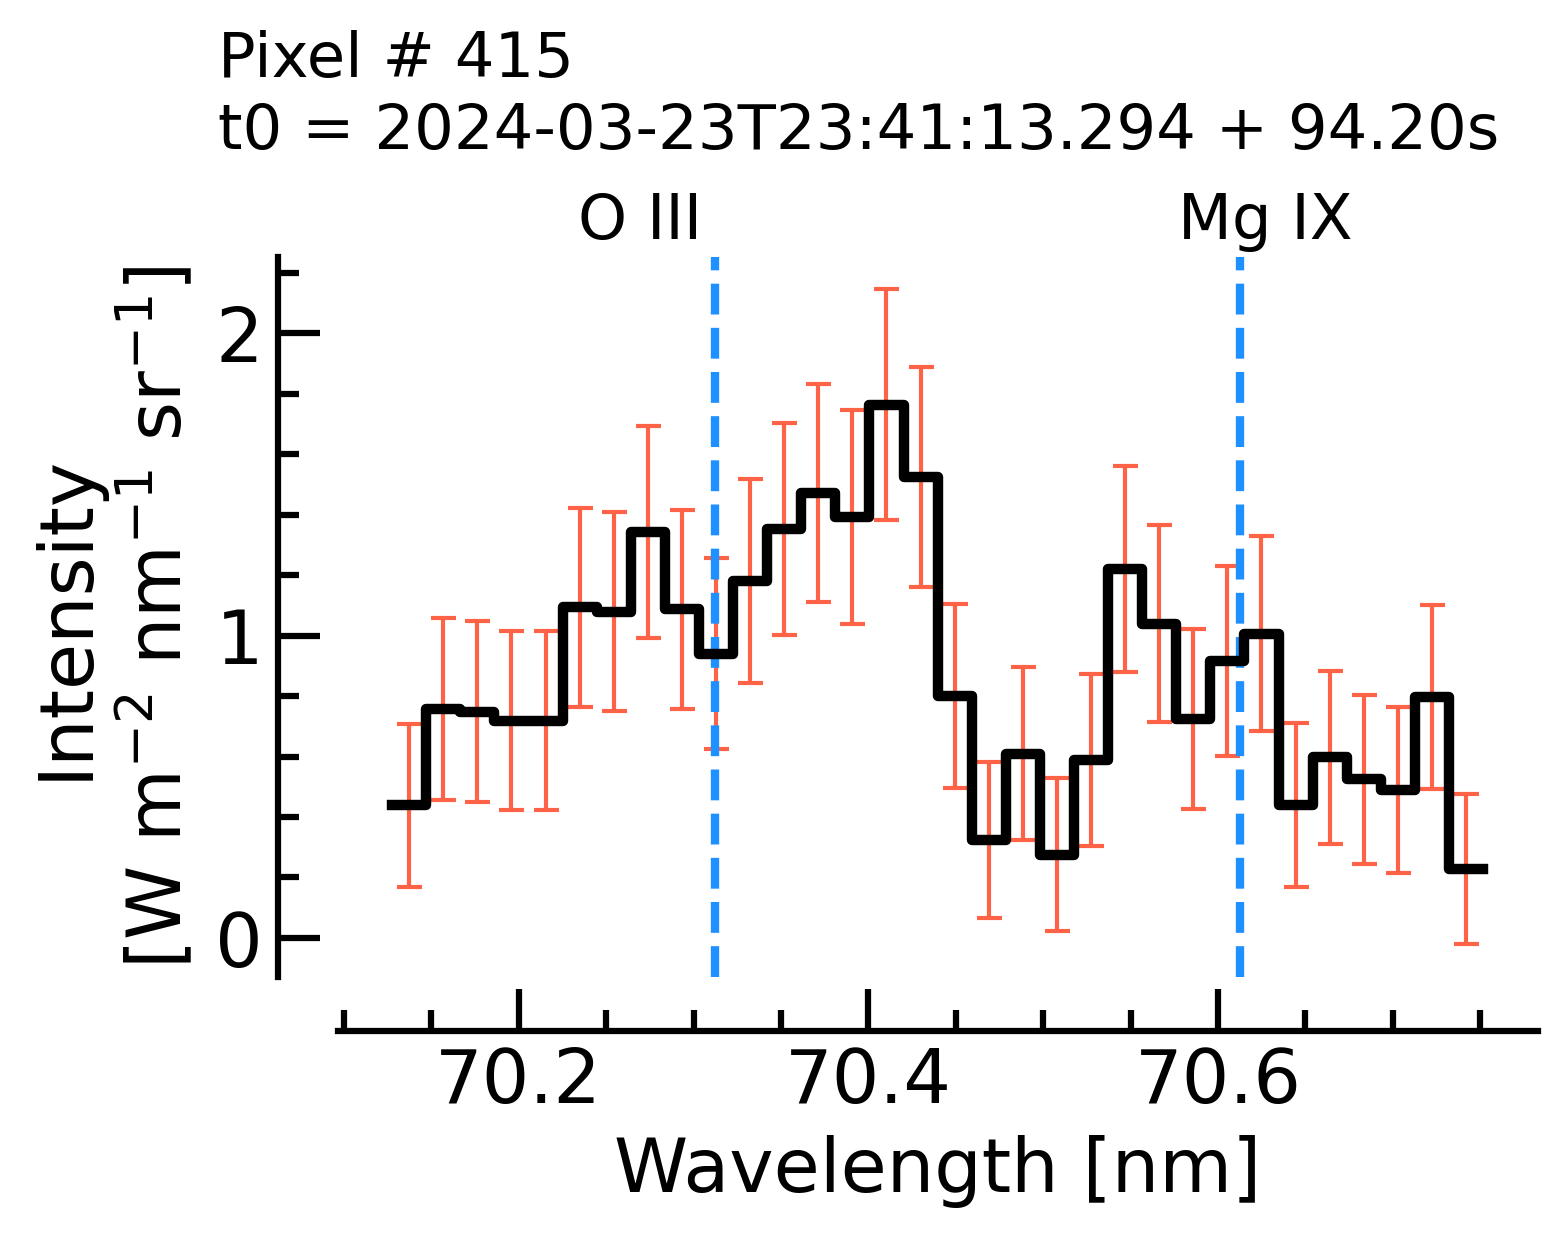 Pixel # 415
t0 = 2024-03-23T23:41:13.294 + 94.20s
O III
Mg IX
Intensity
[W m⁻² nm⁻¹ sr⁻¹]
2
1
0
70.2 70.4 70.6
Wavelength [nm]